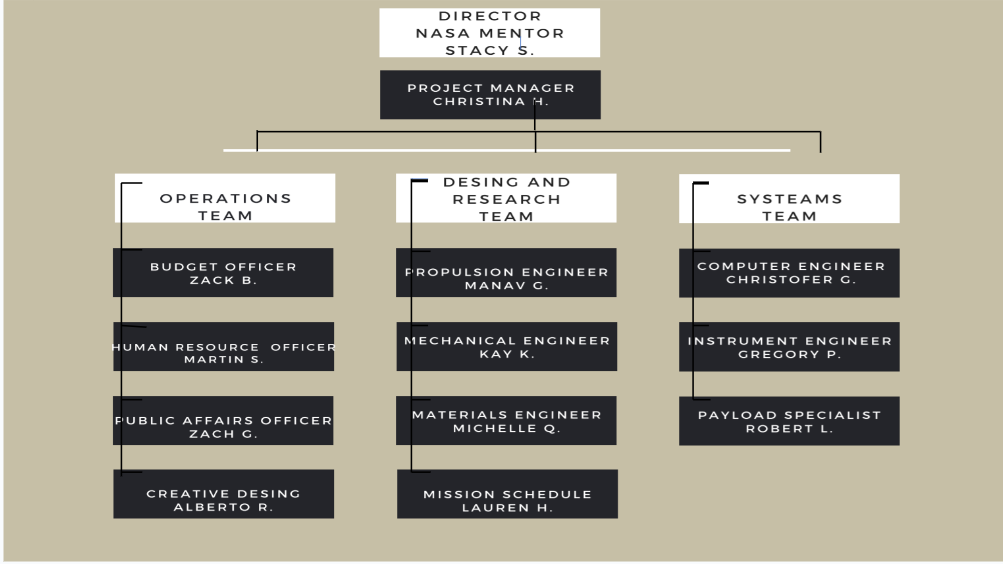 DIRECTOR
NASA MENTOR
STACY S.
PROJECT MANAGER
CHRISTINA H.
OPERATIONS
TEAM
BUDGET OFFICER
ZACK B.
HUMAN RESOURCE OFFICER
MARTIN S.
PUBLIC AFFAIRS OFFICER
ZACH G.
CREATIVE DESING
ALBERTO R.
DESING AND
RESEARCH
TEAM
PROPULSION ENGINEER
MANAV G.
MECHANICAL ENGINEER
KAY K.
MATERIALS ENGINEER
MICHELLE Q.
MISSION SCHEDULE
LAUREN H.
SYSTEAMS
TEAM
COMPUTER ENGINEER
CHRISTOFER G.
INSTRUMENT ENGINEER
GREGORY P.
PAYLOAD SPECIALIST
ROBERT L.